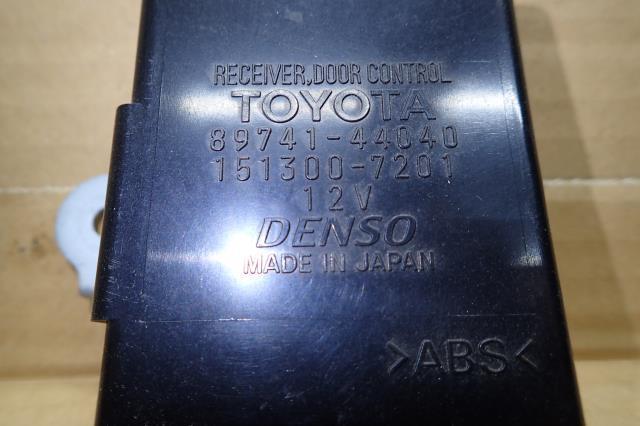 RECEIVER,DOOR CONTROL
TOYOTA
89741-44040
151300-7201
12V
DENSO
MADE IN JAPAN
>ABS<